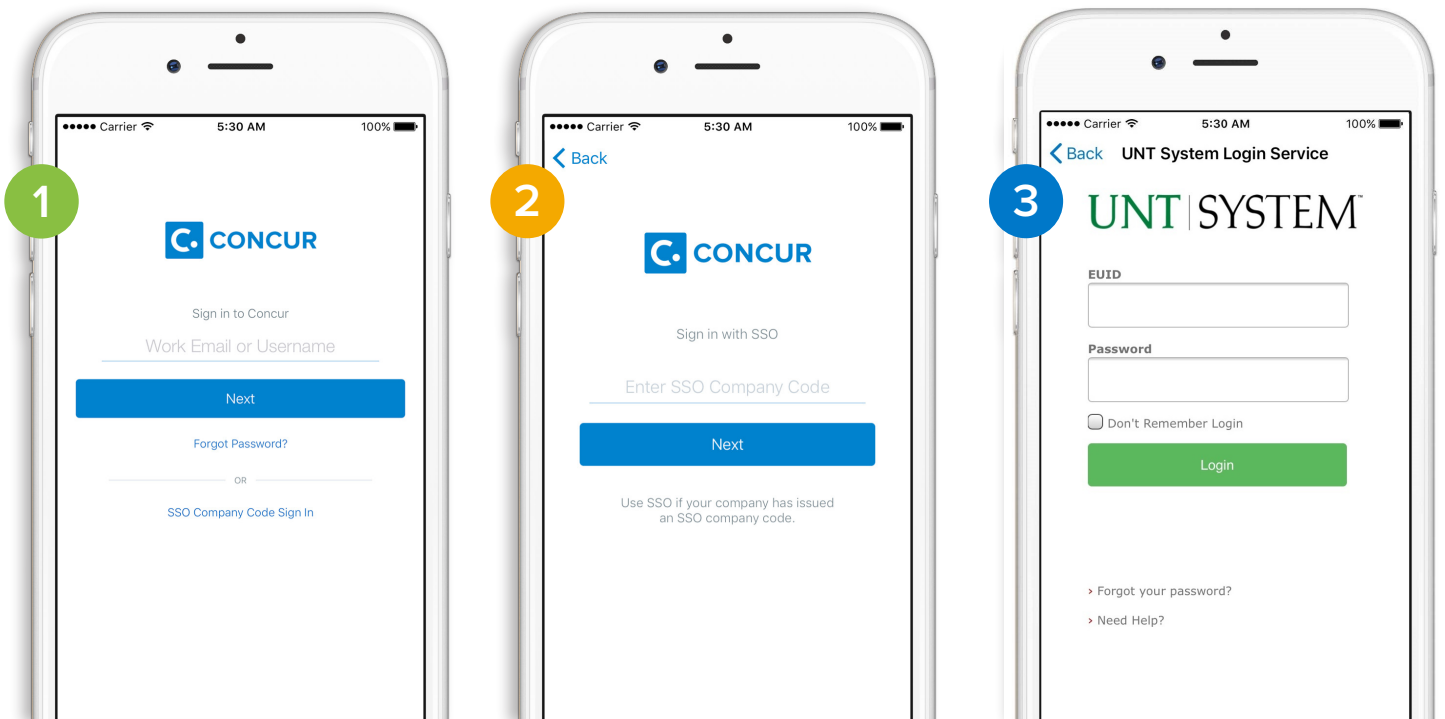 1
Carrier 5:30 AM 100%
C. CONCUR
Sign in to Concur
Work Email or Username
Next
Forgot Password?
OR
SSO Company Code Sign In
2
Carrier 5:30 AM 100%
Back
C. CONCUR
Sign in with SSO
Enter SSO Company Code
Next
Use SSO if your company has issued
an SSO company code.
3
Carrier 5:30 AM 100%
Back UNT System Login Service
UNT | SYSTEM™
EUID
Password
Don't Remember Login
Login
› Forgot your password?
› Need Help?